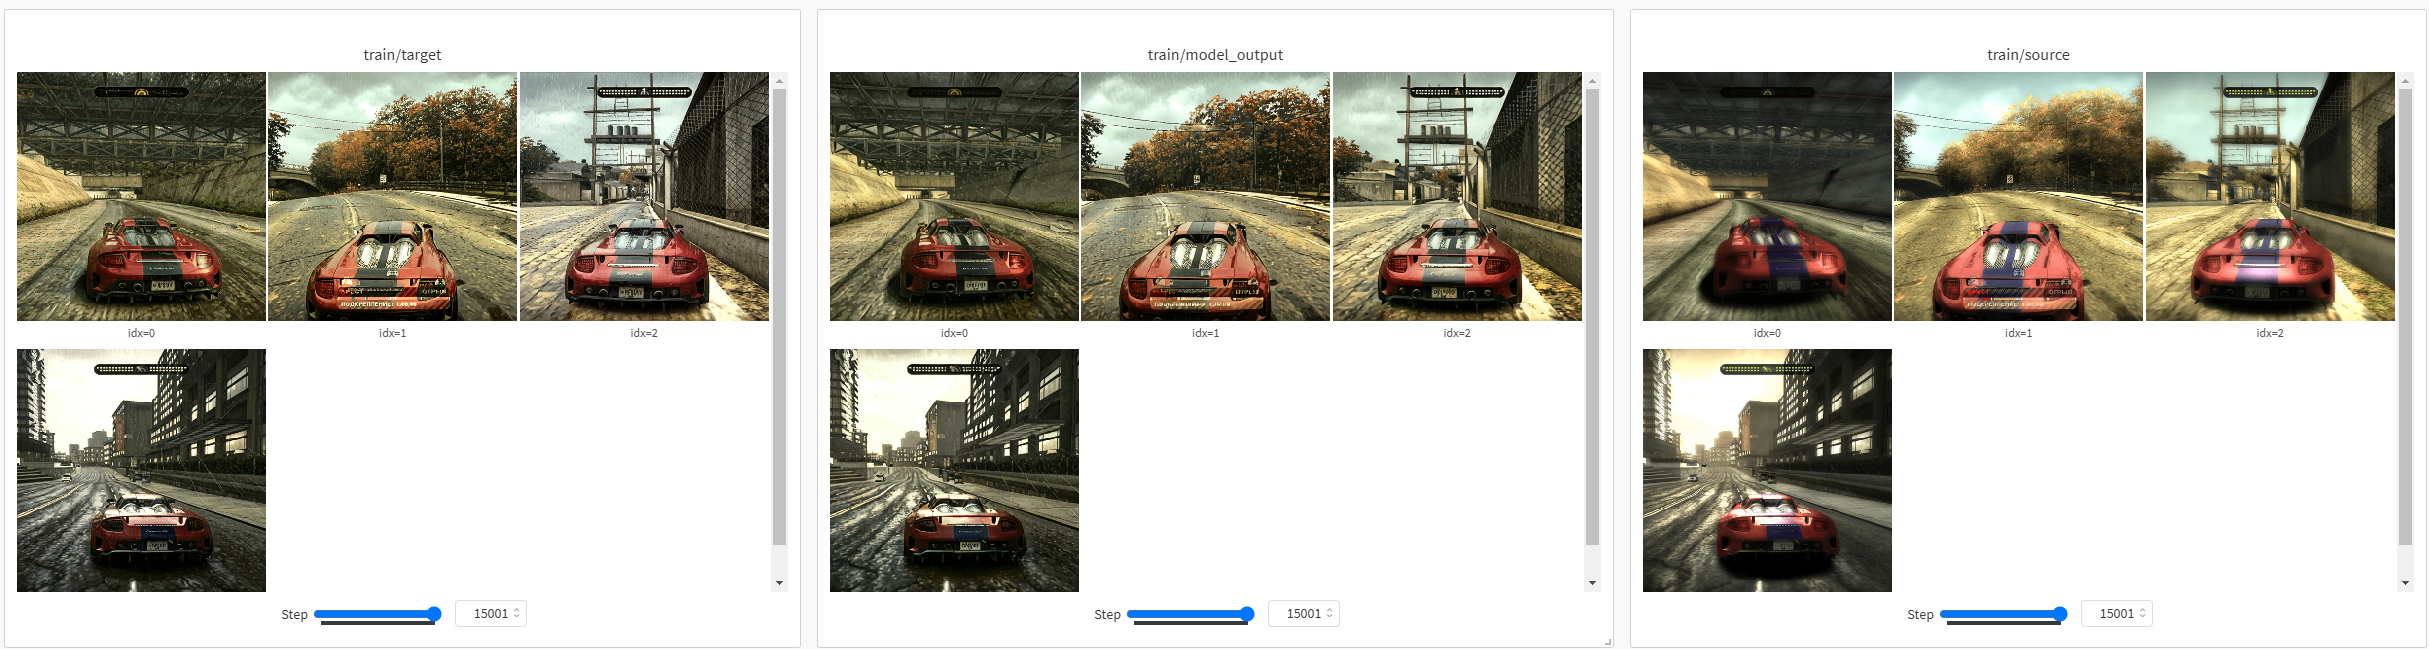 train/target
idx=0
idx=1
idx=2
Step
15001
train/model_output
idx=0
idx=1
idx=2
Step
15001
train/source
idx=0
idx=1
idx=2
Step
15001